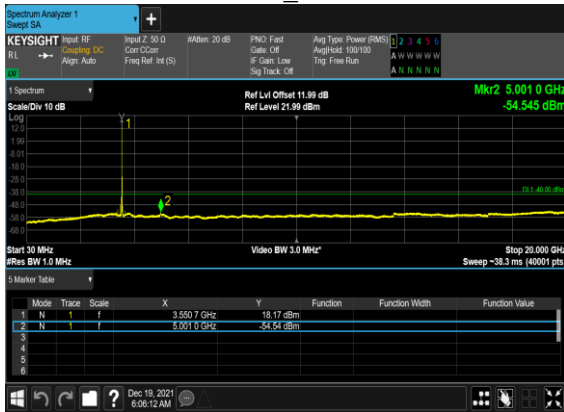 Spectrum Analyzer 1
Swept SA
+
KEYSIGHT Input: RF Input Z: 50 Ω #Atten: 20 dB PNO: Fast Avg Type: Power (RMS) 1 2 3 4 5 6
RL Coupling: DC Corr CCorr Gate: Off Avg|Hold: 100/100 A W W W W W
Align: Auto Freq Ref: Int (S) IF Gain: Low Trig: Free Run
LXI Sig Track: Off A N N N N N
1 Spectrum
Ref Lvl Offset 11.99 dB Mkr2 5.001 0 GHz
Scale/Div 10 dB Ref Level 21.99 dBm -54.545 dBm
Log
12.0
1.99
-8.01
-18.0
-28.0
-38.0
-48.0
-58.0
-68.0
1
2
DL1 -40.00 dBm
Start 30 MHz Video BW 3.0 MHz* Stop 20.000 GHz
#Res BW 1.0 MHz Sweep ~38.3 ms (40001 pts)
5 Marker Table
Mode Trace Scale X Y Function Function Width Function Value
1 N 1 f 3.550 7 GHz 18.17 dBm
2 N 1 f 5.001 0 GHz -54.54 dBm
3
4
5
6
? Dec 19, 2021
6:06:12 AM